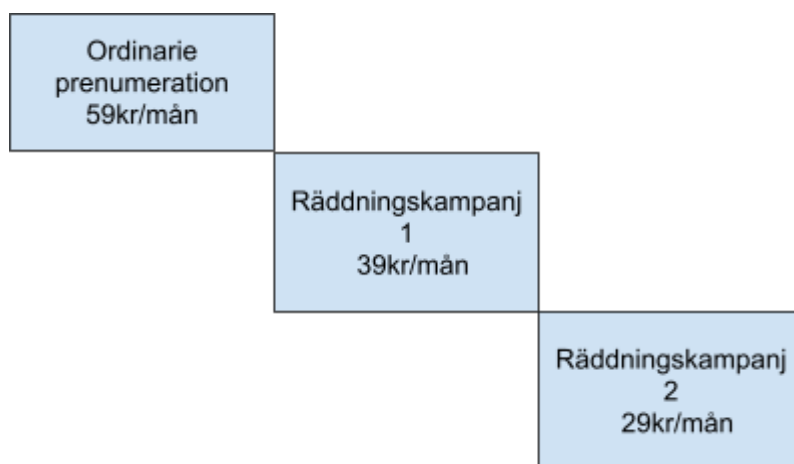 Ordinarie
prenumeration
59kr/mån
Räddningskampanj
1
39kr/mån
Räddningskampanj
2
29kr/mån